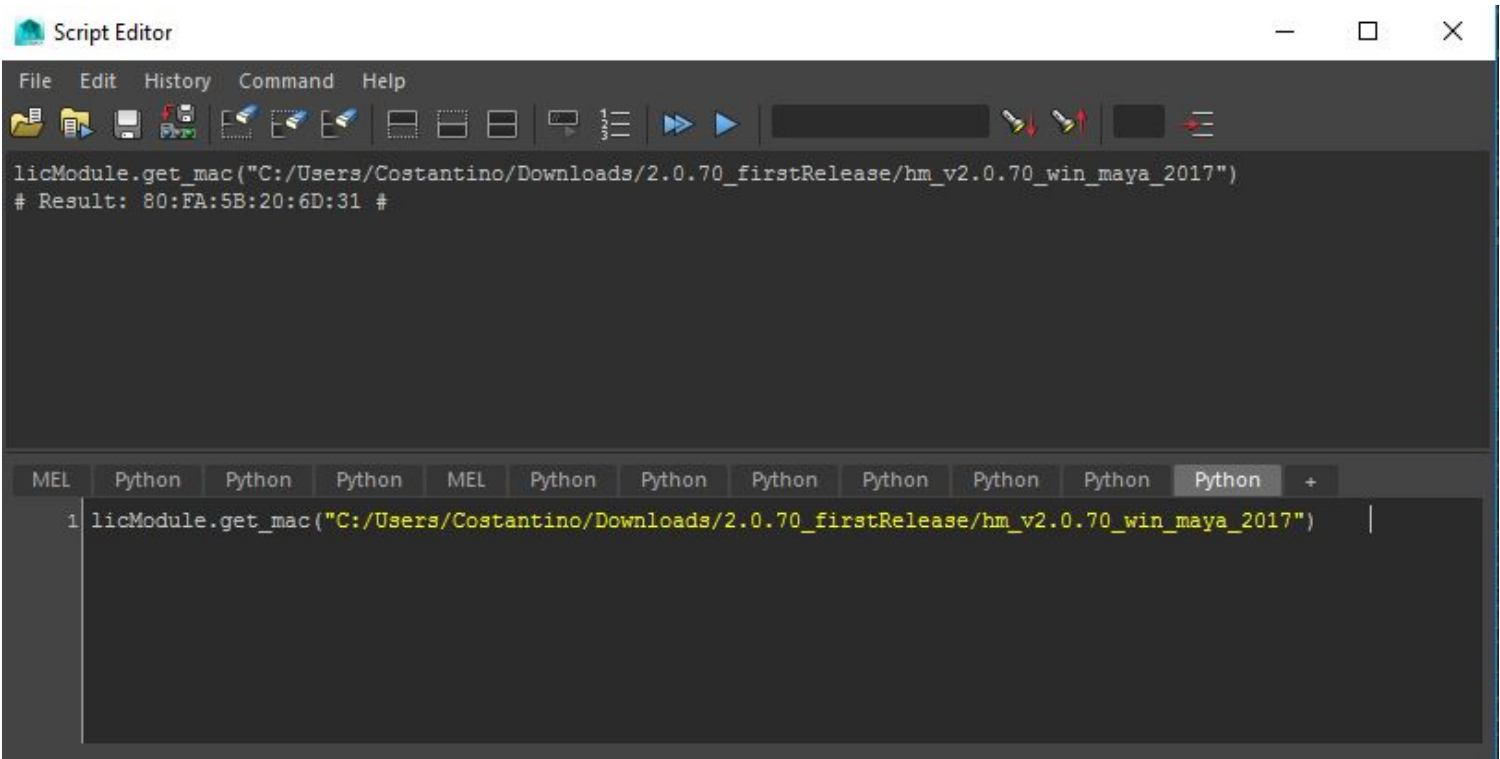 Script Editor
File Edit History Command Help
licModule.get_mac("C:/Users/Costantino/Downloads/2.0.70_firstRelease/hm_v2.0.70_win_maya_2017")
# Result: 80:FA:5B:20:6D:31 #
MEL Python Python Python MEL Python Python Python Python Python Python Python +
1 licModule.get_mac("C:/Users/Costantino/Downloads/2.0.70_firstRelease/hm_v2.0.70_win_maya_2017")